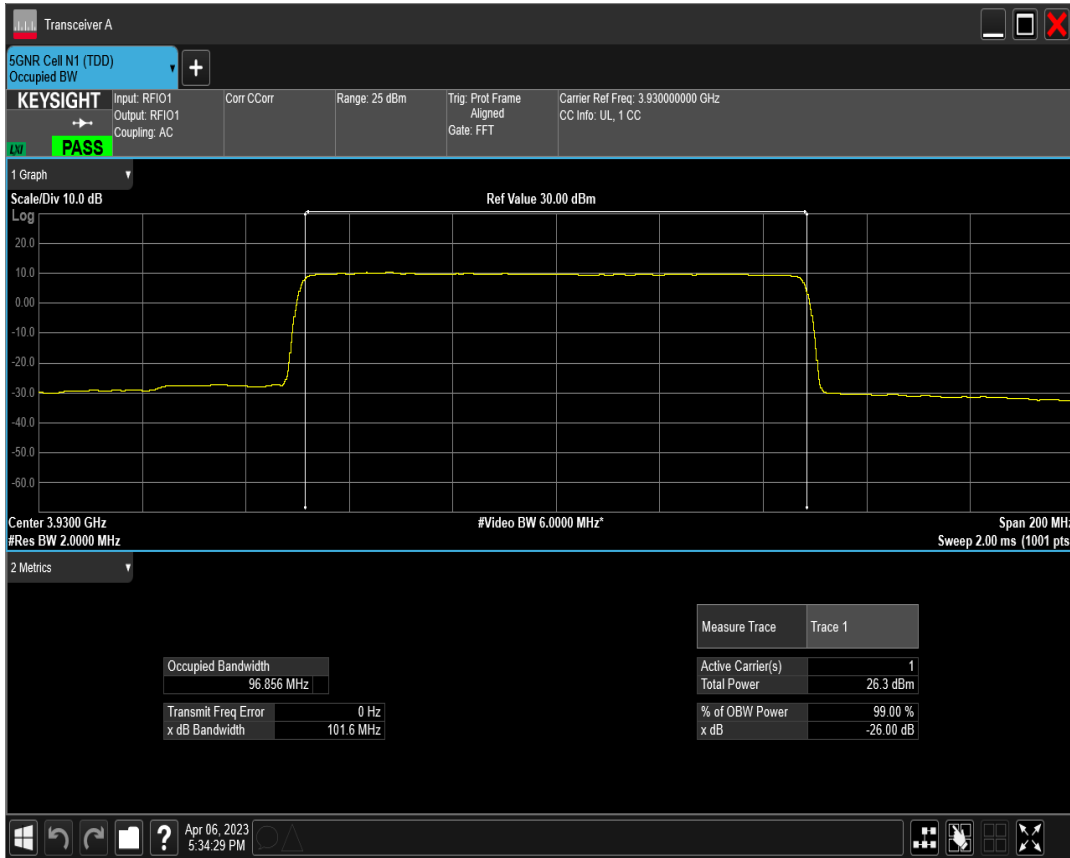 Transceiver A
5GNR Cell N1 (TDD)
Occupied BW
KEYSIGHT
LXI
PASS
Input: RFIO1
Output: RFIO1
Coupling: AC
Corr CCorr
Range: 25 dBm
Trig: Prot Frame
Aligned
Gate: FFT
Carrier Ref Freq: 3.930000000 GHz
CC Info: UL, 1 CC
1 Graph
Scale/Div 10.0 dB
Ref Value 30.00 dBm
Log
20.0
10.0
0.00
-10.0
-20.0
-30.0
-40.0
-50.0
-60.0
Center 3.9300 GHz
#Video BW 6.0000 MHz*
Span 200 MHz
#Res BW 2.0000 MHz
Sweep 2.00 ms (1001 pts
2 Metrics
Measure Trace Trace 1
Occupied Bandwidth
96.856 MHz
Active Carrier(s) 1
Total Power 26.3 dBm
Transmit Freq Error 0 Hz
x dB Bandwidth 101.6 MHz
% of OBW Power 99.00 %
x dB -26.00 dB
?
Apr 06, 2023
5:34:29 PM